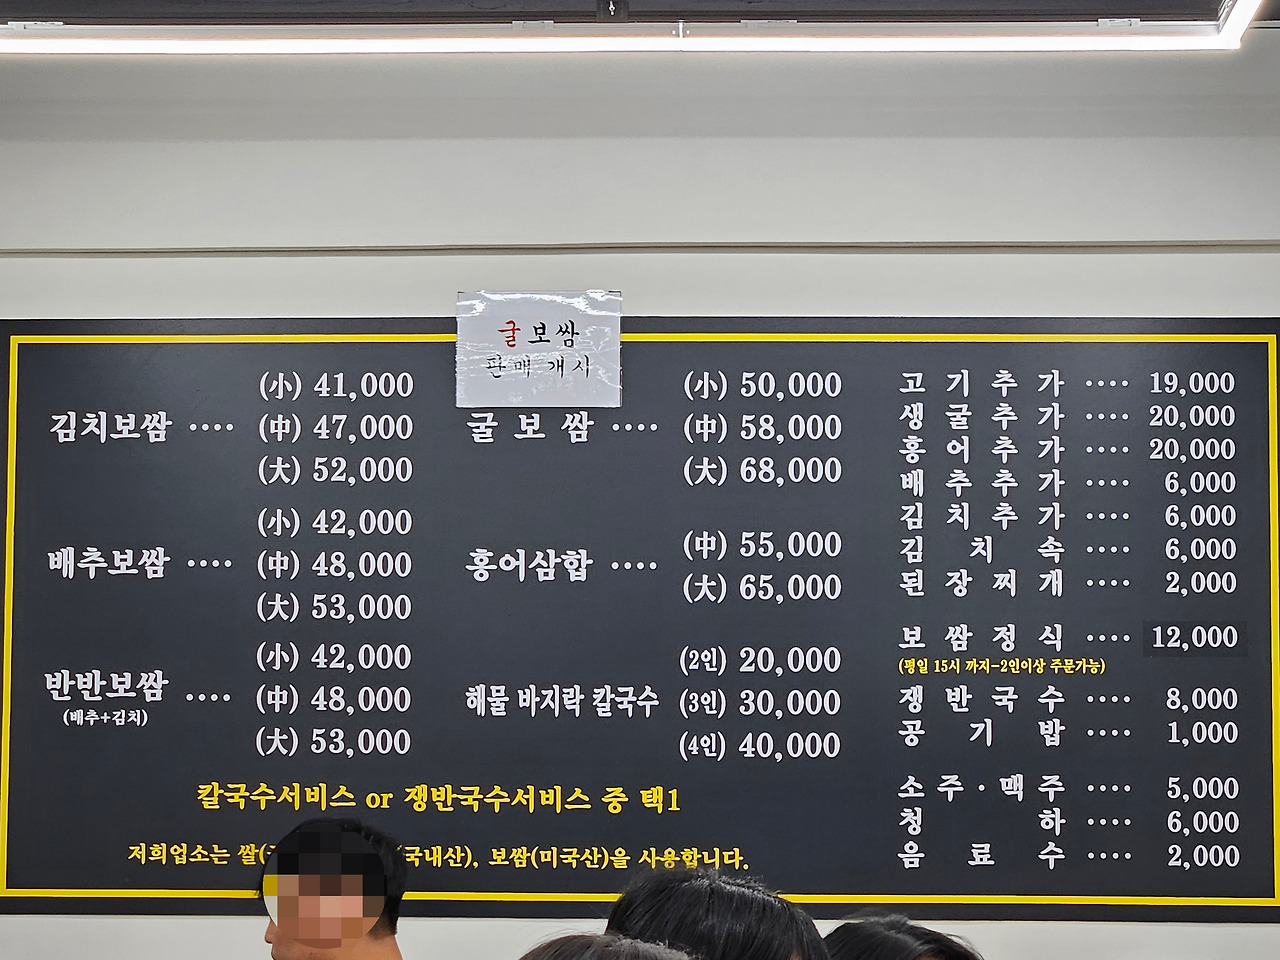 굴보쌈
판매 개시
김치보쌈 ····
(小) 41,000
(中) 47,000
(大) 52,000
배추보쌈 ····
(小) 42,000
(中) 48,000
(大) 53,000
반반보쌈 ····
(배추+김치)
(小) 42,000
(中) 48,000
(大) 53,000
굴 보 쌈 ····
(小) 50,000
(中) 58,000
(大) 68,000
홍어삼합 ····
(中) 55,000
(大) 65,000
해물 바지락 칼국수
(2인) 20,000
(3인) 30,000
(4인) 40,000
칼국수서비스 or 쟁반국수서비스 중 택1
저희업소는 쌀( 국내산), 보쌈(미국산)을 사용합니다.
고 기 추 가 ···· 19,000
생 굴 추 가 ···· 20,000
홍 어 추 가 ···· 20,000
배 추 추 가 ···· 6,000
김 치 추 가 ···· 6,000
김 치 속 ···· 6,000
된 장 찌 개 ···· 2,000
보 쌈 정 식 ···· 12,000
(평일 15시 까지-2인이상 주문가능)
쟁 반 국 수 ···· 8,000
공 기 밥 ···· 1,000
소 주 · 맥 주 ···· 5,000
청 하 ···· 6,000
음 료 수 ···· 2,000